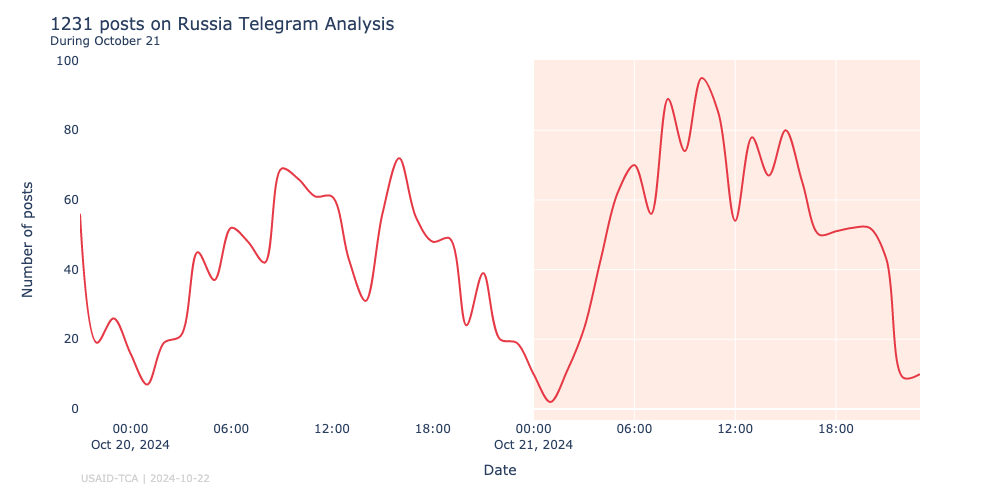 1231 posts on Russia Telegram Analysis
During October 21
100
80
60
40
20
0
Number of posts
00:00 06:00 12:00 18:00 00:00 06:00 12:00 18:00
Oct 20, 2024 Oct 21, 2024
Date
USAID-TCA | 2024-10-22